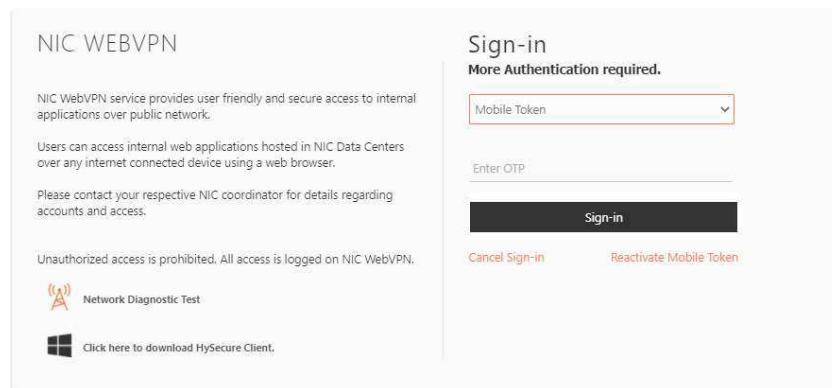 NIC WEBVPN
NIC WebVPN service provides user friendly and secure access to internal
applications over public network.
Users can access internal web applications hosted in NIC Data Centers
over any internet connected device using a web browser.
Please contact your respective NIC coordinator for details regarding
accounts and access.
Unauthorized access is prohibited. All access is logged on NIC WebVPN.
Network Diagnostic Test
Click here to download HySecure Client.
Sign-in
More Authentication required.
Mobile Token
Enter OTP
Sign-in
Cancel Sign-in
Reactivate Mobile Token